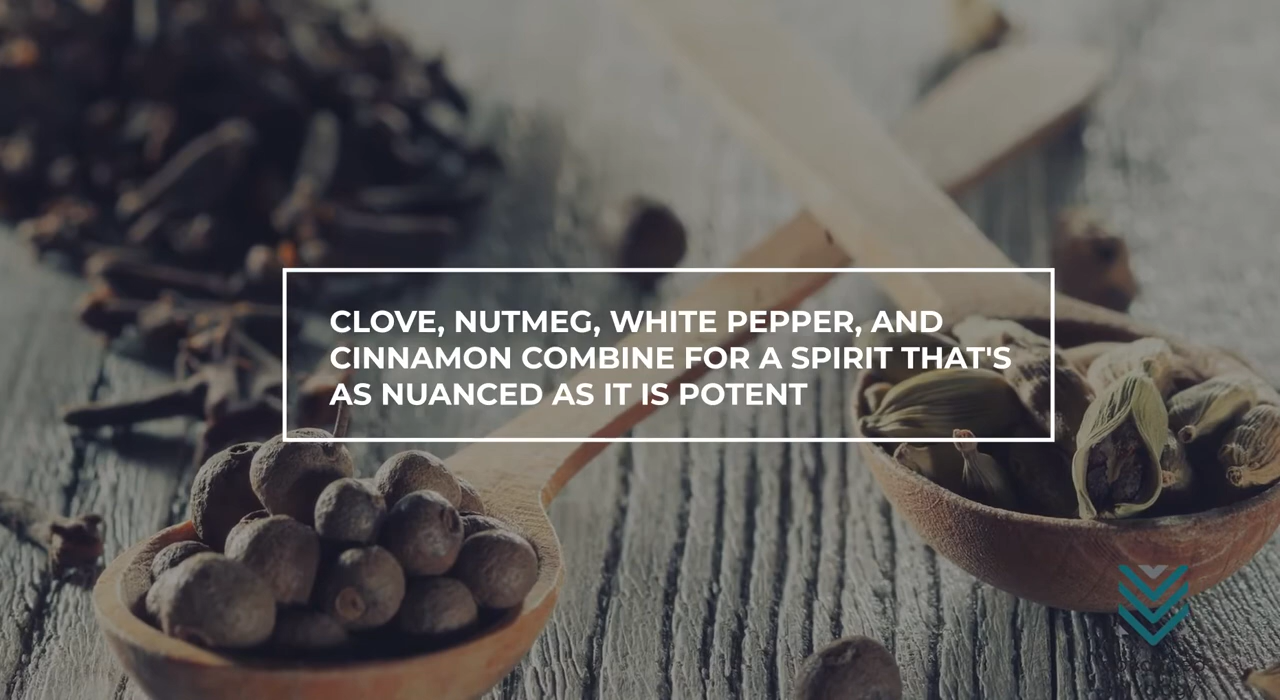 CLOVE, NUTMEG, WHITE PEPPER, AND
CINNAMON COMBINE FOR A SPIRIT THAT'S
AS NUANCED AS IT IS POTENT